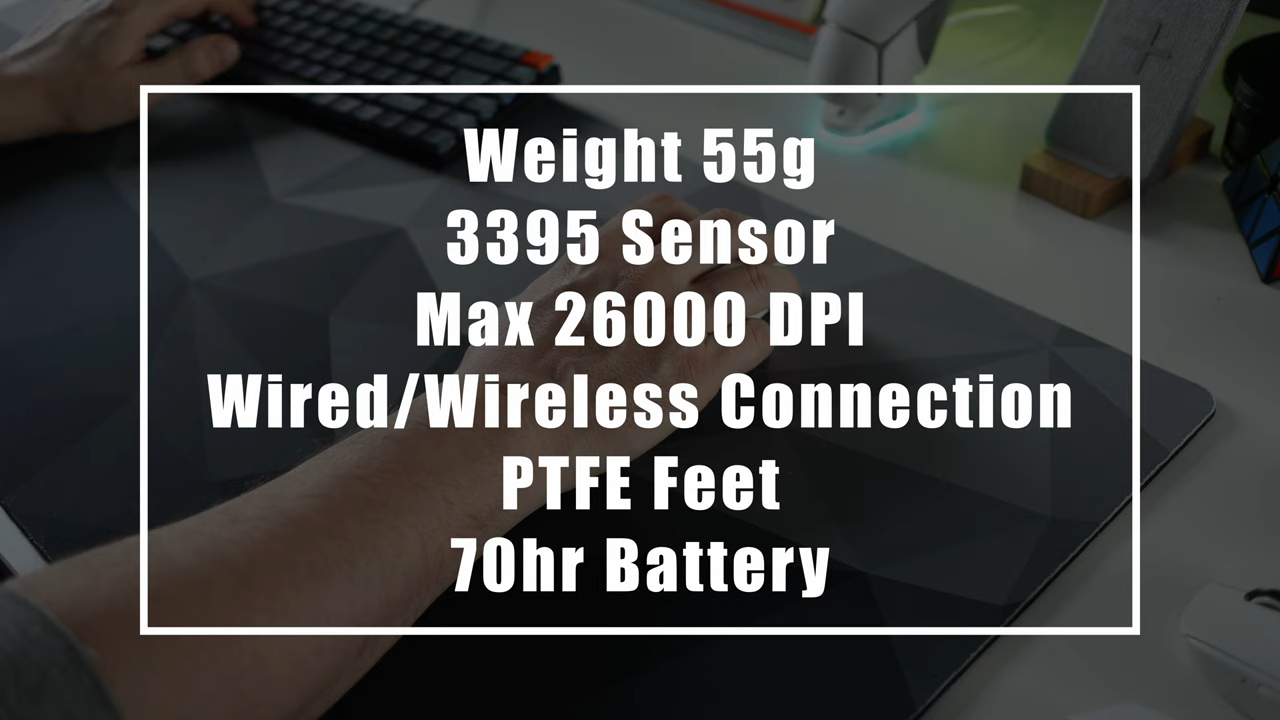 Weight 55g
3395 Sensor
Max 26000 DPI
Wired/Wireless Connection
PTFE Feet
70hr Battery